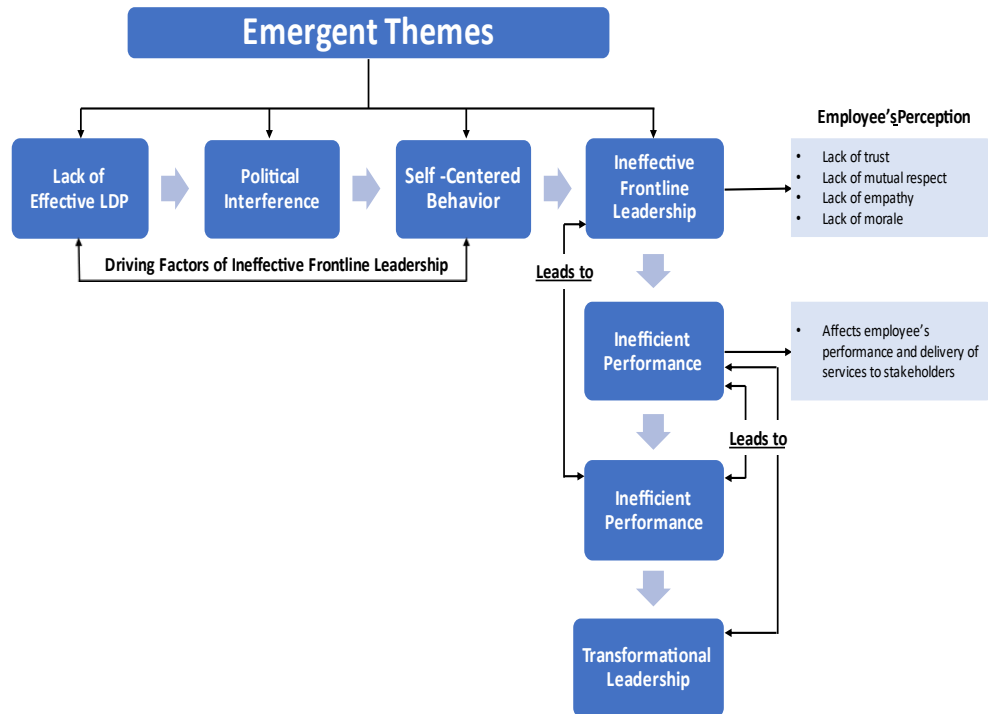 Emergent Themes
Employee's Perception
Lack of
Effective LDP
Political
Interference
Self -Centered
Behavior
Ineffective
Frontline
Leadership
• Lack of trust
• Lack of mutual respect
• Lack of empathy
• Lack of morale
Driving Factors of Ineffective Frontline Leadership
Leads to
Inefficient
Performance
• Affects employee's
performance and delivery of
services to stakeholders
Leads to
Inefficient
Performance
Transformational
Leadership